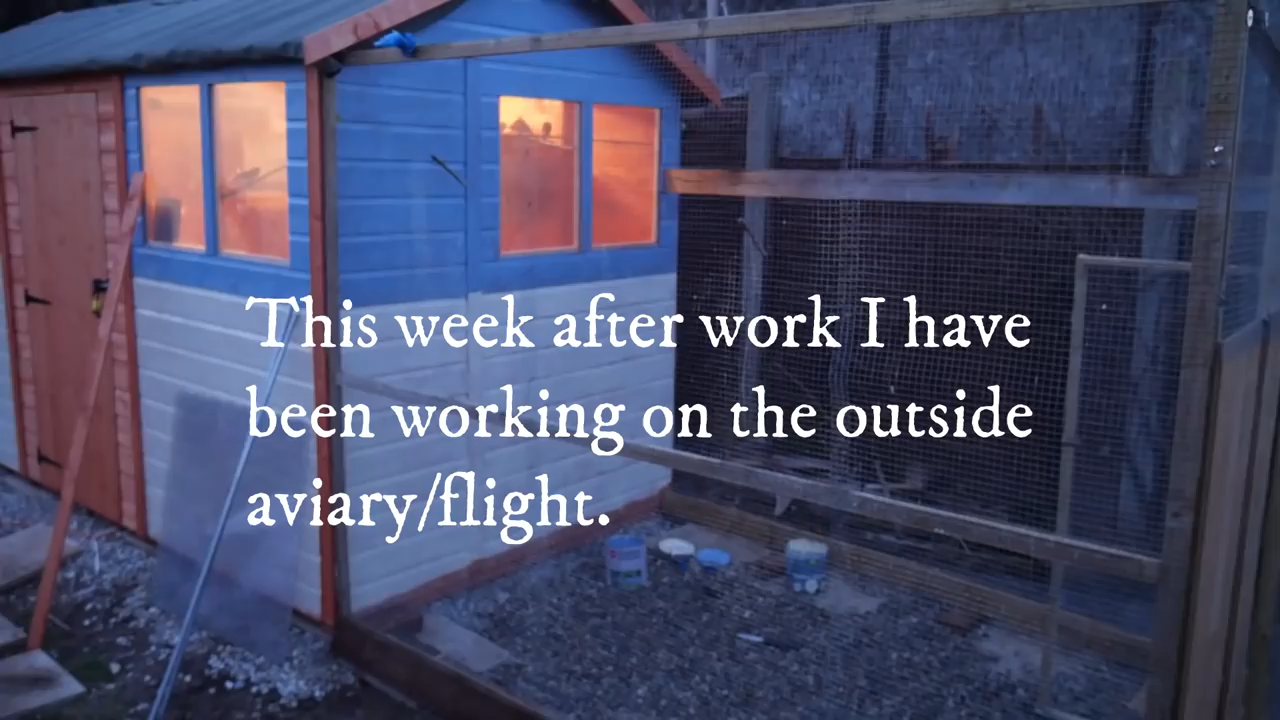 This week after work I have
been working on the outside
aviary/flight.